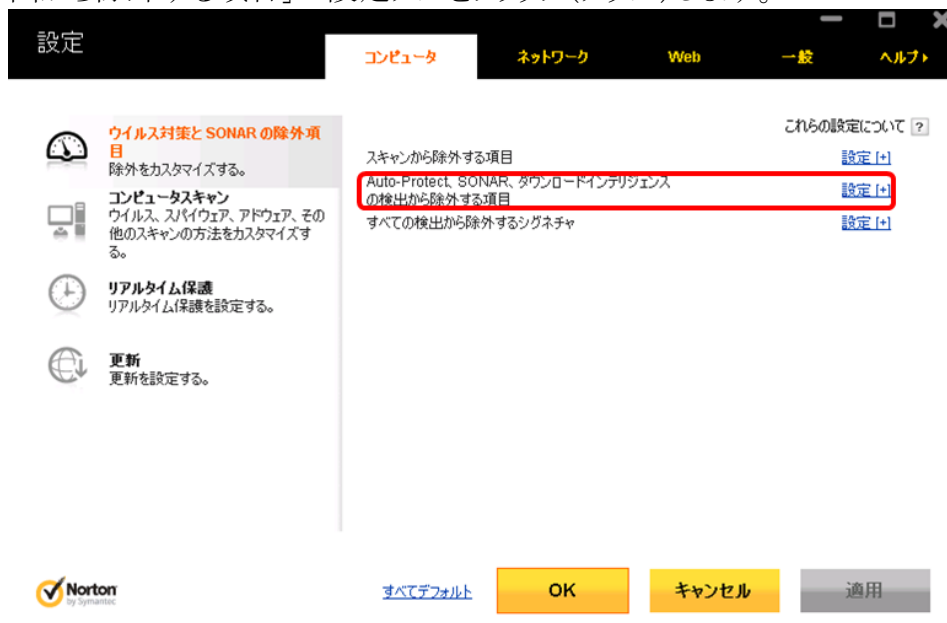 設定
コンピュータ
ネットワーク
Web
一般
ヘルプ
これらの設定について ?
ウイルス対策と SONAR の除外項
目
除外をカスタマイズする。
コンピュータスキャン
ウイルス、スパイウェア、アドウェア、その
他のスキャンの方法をカスタマイズす
る。
リアルタイム保護
リアルタイム保護を設定する。
更新
更新を設定する。
スキャンから除外する項目
設定 [+]
Auto-Protect、SONAR、ダウンロードインテリジェンス
の検出から除外する項目
設定 [+]
すべての検出から除外するシグネチャ
設定 [+]
Norton
by Symantec
すべてデフォルト
OK
キャンセル
適用